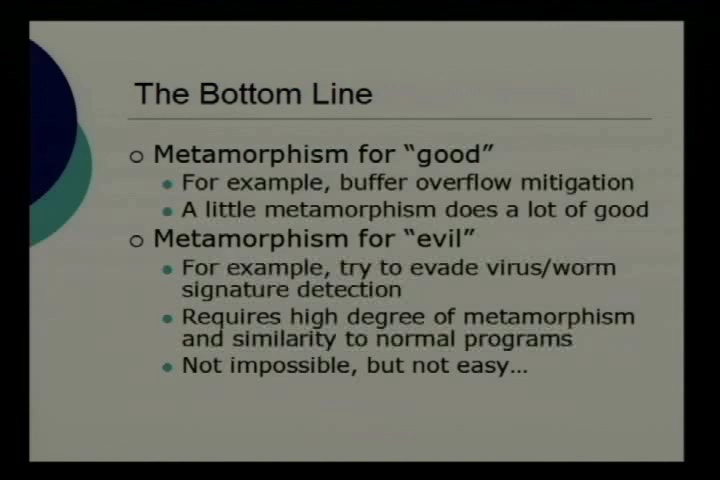 The Bottom Line
Metamorphism for “good”
For example, buffer overflow mitigation
A little metamorphism does a lot of good
Metamorphism for “evil”
For example, try to evade virus/worm
signature detection
Requires high degree of metamorphism
and similarity to normal programs
Not impossible, but not easy…